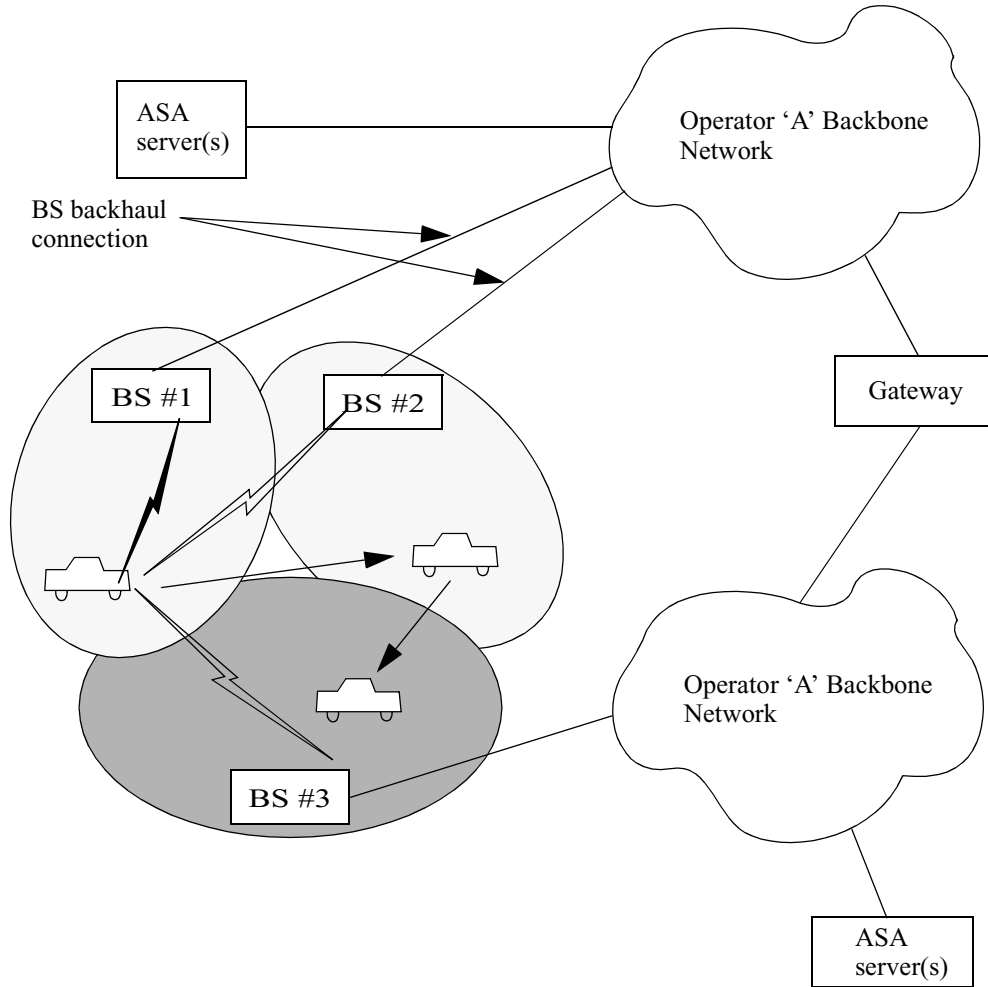 ASA
server(s)
Operator ‘A’ Backbone
Network
BS backhaul
connection
BS #1
BS #2
Gateway
Operator ‘A’ Backbone
Network
BS #3
ASA
server(s)